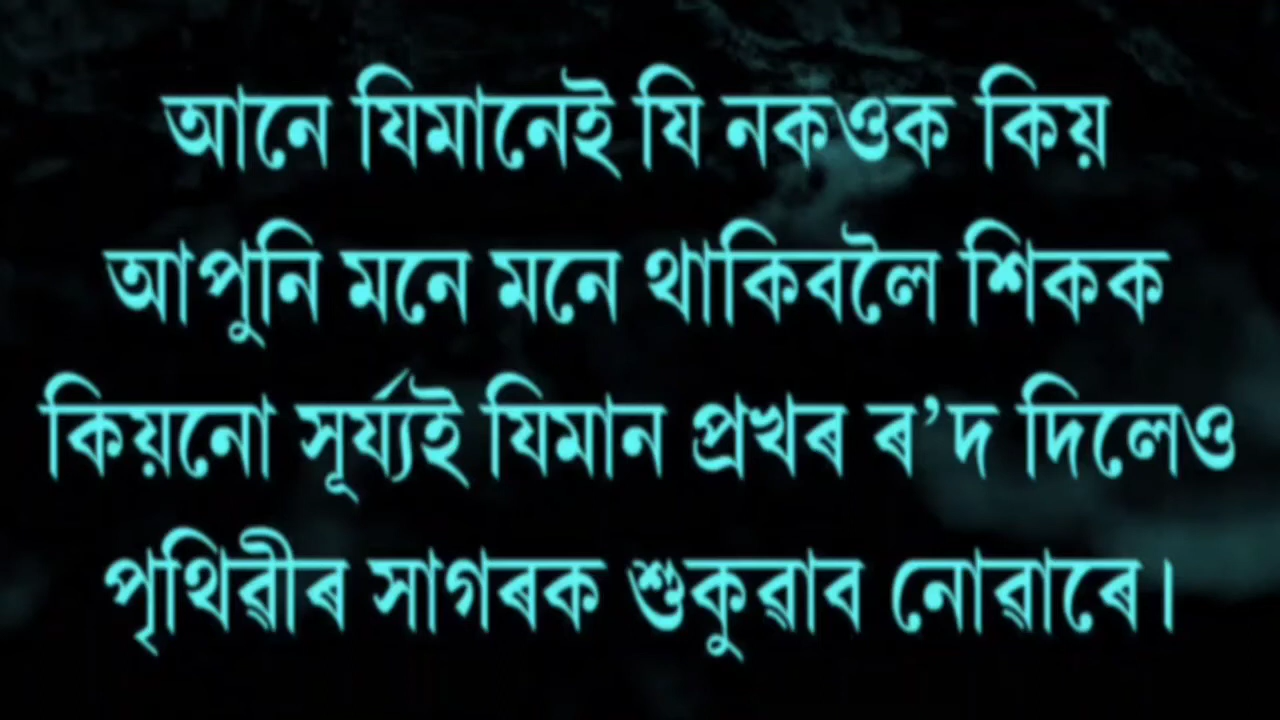 আনে যিমানেই যি নকওক কিয়
আপুনি মনে মনে থাকিবলৈ শিকক
কিয়নো সূৰ্য্যই যিমান প্ৰখৰ ৰ’দ দিলেও
পৃথিৱীৰ সাগৰক শুকুৱাব নোৱাৰে।